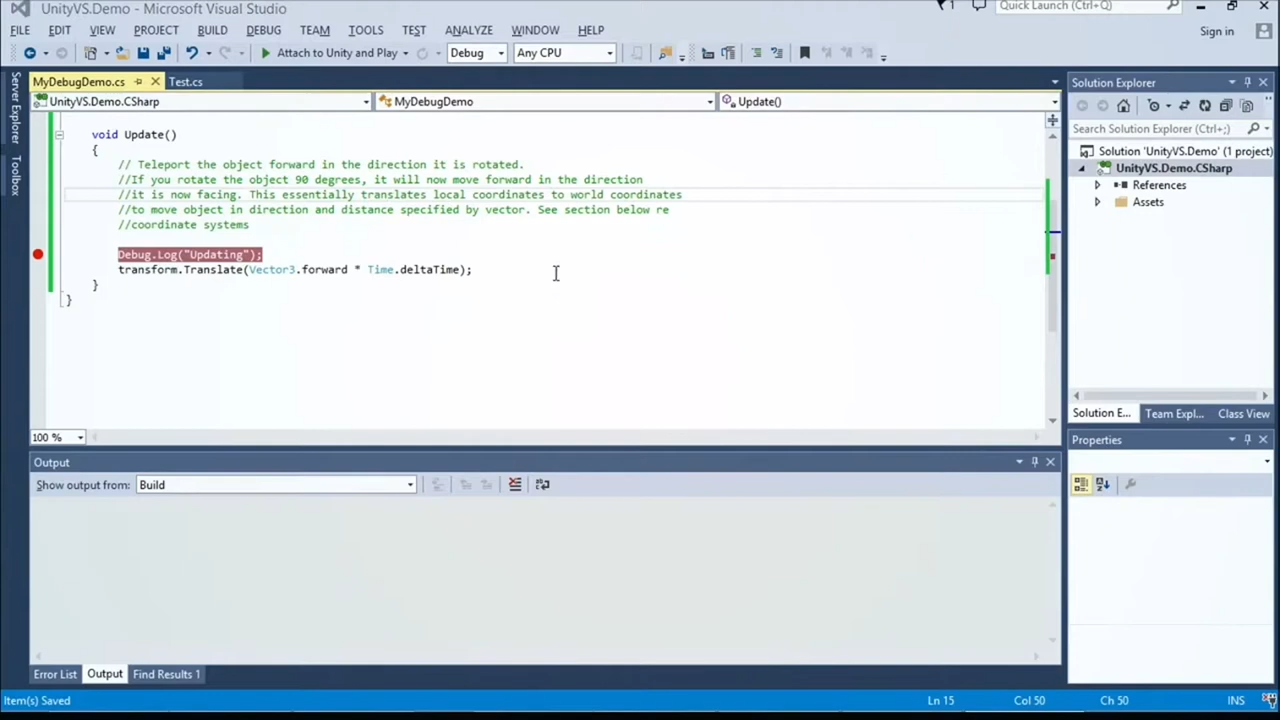 UnityVS.Demo - Microsoft Visual Studio
1
Quick Launch (Ctrl+Q)
FILE EDIT VIEW PROJECT BUILD DEBUG TEAM TOOLS TEST ANALYZE WINDOW HELP
Sign in
Attach to Unity and Play
Debug
Any CPU
Server Explorer
Toolbox
MyDebugDemo.cs
Test.cs
UnityVS.Demo.CSharp
MyDebugDemo
Update()
void Update()
{
// Teleport the object forward in the direction it is rotated.
//If you rotate the object 90 degrees, it will now move forward in the direction
//it is now facing. This essentially translates local coordinates to world coordinates
//to move object in direction and distance specified by vector. See section below re
//coordinate systems
Debug.Log("Updating");
transform.Translate(Vector3.forward * Time.deltaTime);
}
}
100 %
Solution Explorer
Search Solution Explorer (Ctrl+;)
Solution 'UnityVS.Demo' (1 project)
UnityVS.Demo.CSharp
References
Assets
Solution E...
Team Expl...
Class View
Properties
Output
Show output from: Build
Error List
Output
Find Results 1
Item(s) Saved
Ln 15
Col 50
Ch 50
INS